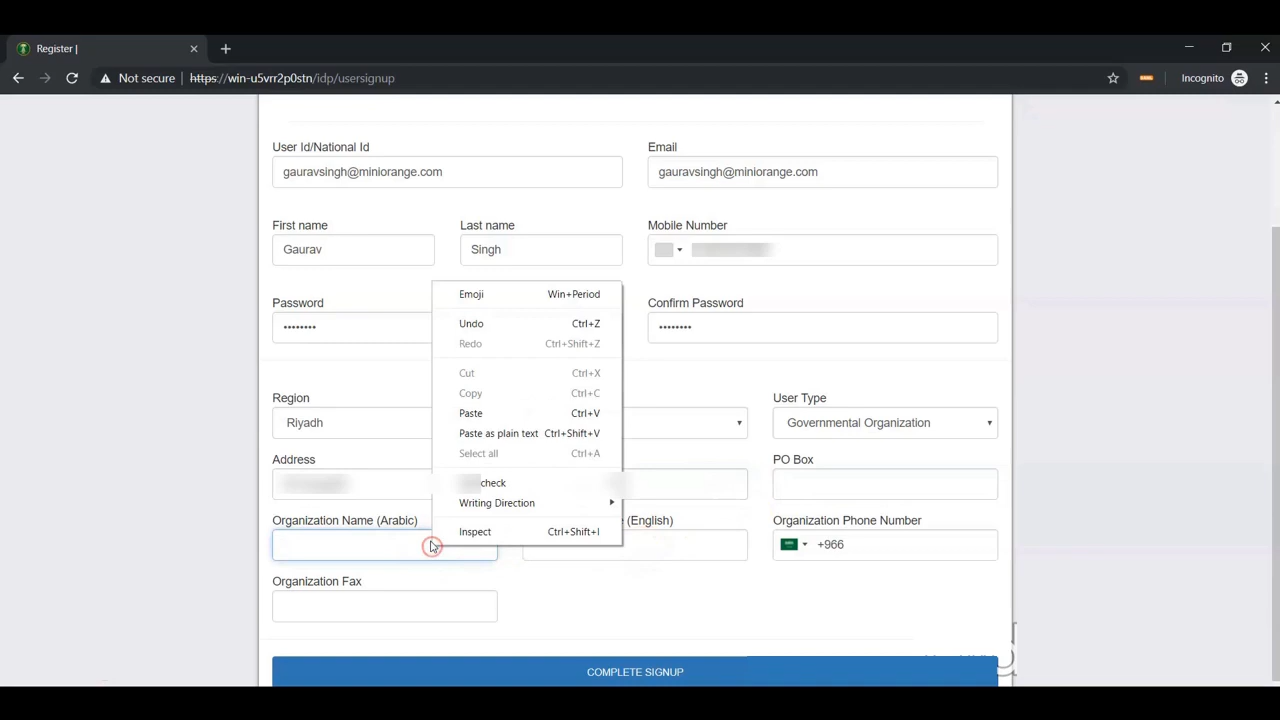 Register |
Not secure
https://win-u5vrr2p0stn/idp/usersignup
Incognito
User Id/National Id
Email
gauravsingh@miniorange.com
gauravsingh@miniorange.com
First name
Last name
Mobile Number
Gaurav
Singh
Password
Confirm Password
••••••••
••••••••
Emoji Win+Period
Undo Ctrl+Z
Redo Ctrl+Shift+Z
Cut Ctrl+X
Copy Ctrl+C
Paste Ctrl+V
Paste as plain text Ctrl+Shift+V
Select all Ctrl+A
check
Writing Direction
Inspect Ctrl+Shift+I
Region
User Type
Riyadh
Governmental Organization
Address
PO Box
Organization Name (Arabic)
(English)
Organization Phone Number
+966
Organization Fax
COMPLETE SIGNUP